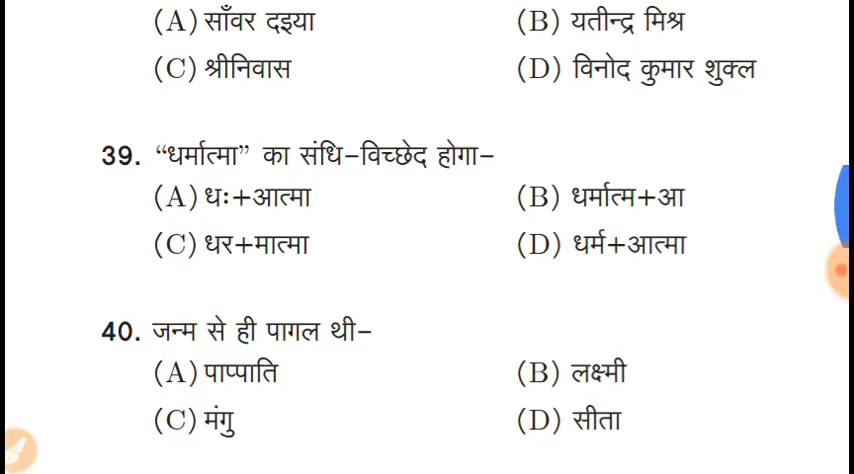 (A) साँवर दइया (B) यतीन्द्र मिश्र
(C) श्रीनिवास (D) विनोद कुमार शुक्ल
39. “धर्मात्मा” का संधि-विच्छेद होगा-
(A) धः+आत्मा (B) धर्मात्म+आ
(C) धर+मात्मा (D) धर्म+आत्मा
40. जन्म से ही पागल थी-
(A) पाप्पाति (B) लक्ष्मी
(C) मंगु (D) सीता